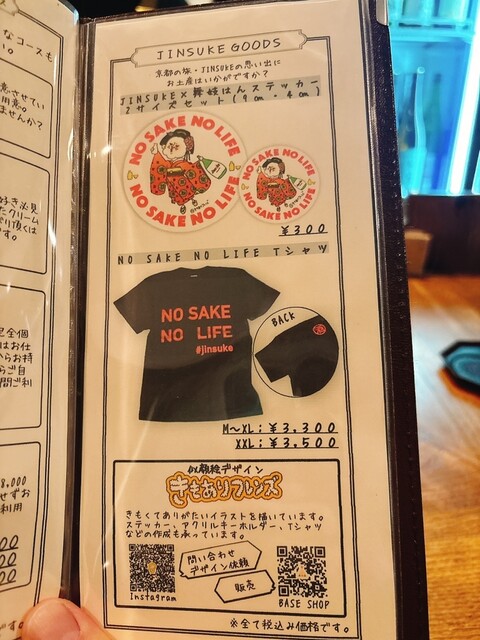 なコースも
JINSUKE GOODS
京都の旅・JINSUKEの思い出に
お土産はいかがですか？
JINSUKE×舞妓はんステッカー
2サイズセット(9cm・4cm)
NO SAKE NO LIFE
NO SAKE NO LIFE
NO SAKE NO LIFE
NO SAKE NO LIFE
¥300
NO SAKE NO LIFE Tシャツ
NO SAKE
NO LIFE
#jinsuke
BACK
M〜XL:¥3,300
XXL:¥3,500
似顔絵デザイン
きもありフレンズ
きもくてありがたいイラストを描いています。
ステッカー、アクリルキーホルダー、Tシャツ
などの作成も承っています。
問い合わせ
デザイン依頼
販売
Instagram
BASE SHOP
※全て税込み価格です。